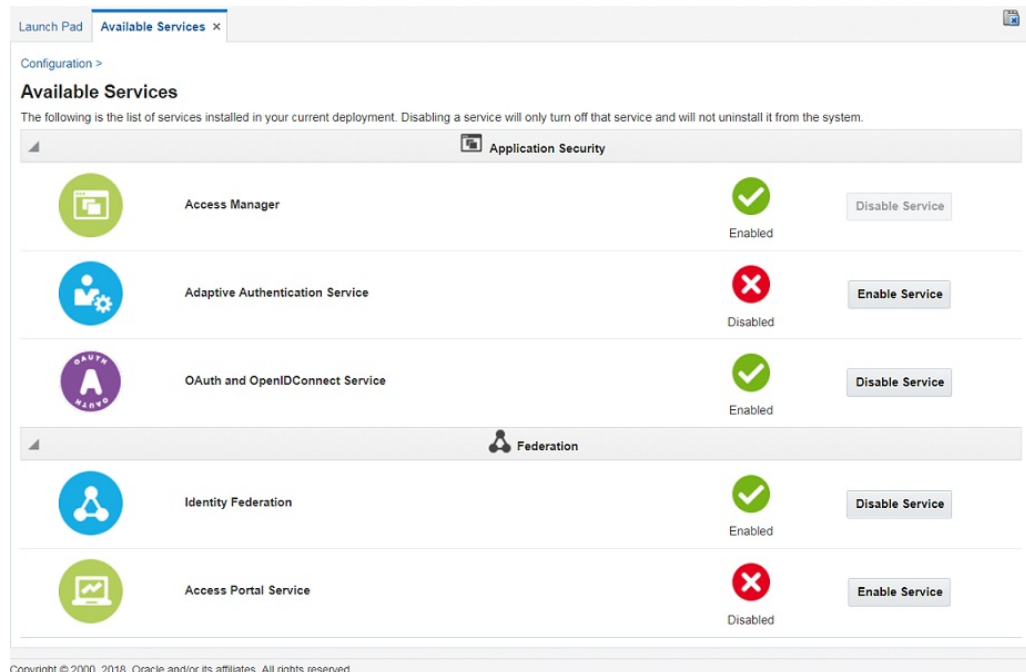 Launch Pad Available Services ×
Configuration >
Available Services
The following is the list of services installed in your current deployment. Disabling a service will only turn off that service and will not uninstall it from the system.
Application Security
Access Manager
Enabled
Disable Service
Adaptive Authentication Service
Disabled
Enable Service
OAUTH
A
OAUTH
OAuth and OpenIDConnect Service
Enabled
Disable Service
Federation
Identity Federation
Enabled
Disable Service
Access Portal Service
Disabled
Enable Service
Copyright © 2000, 2018, Oracle and/or its affiliates. All rights reserved.